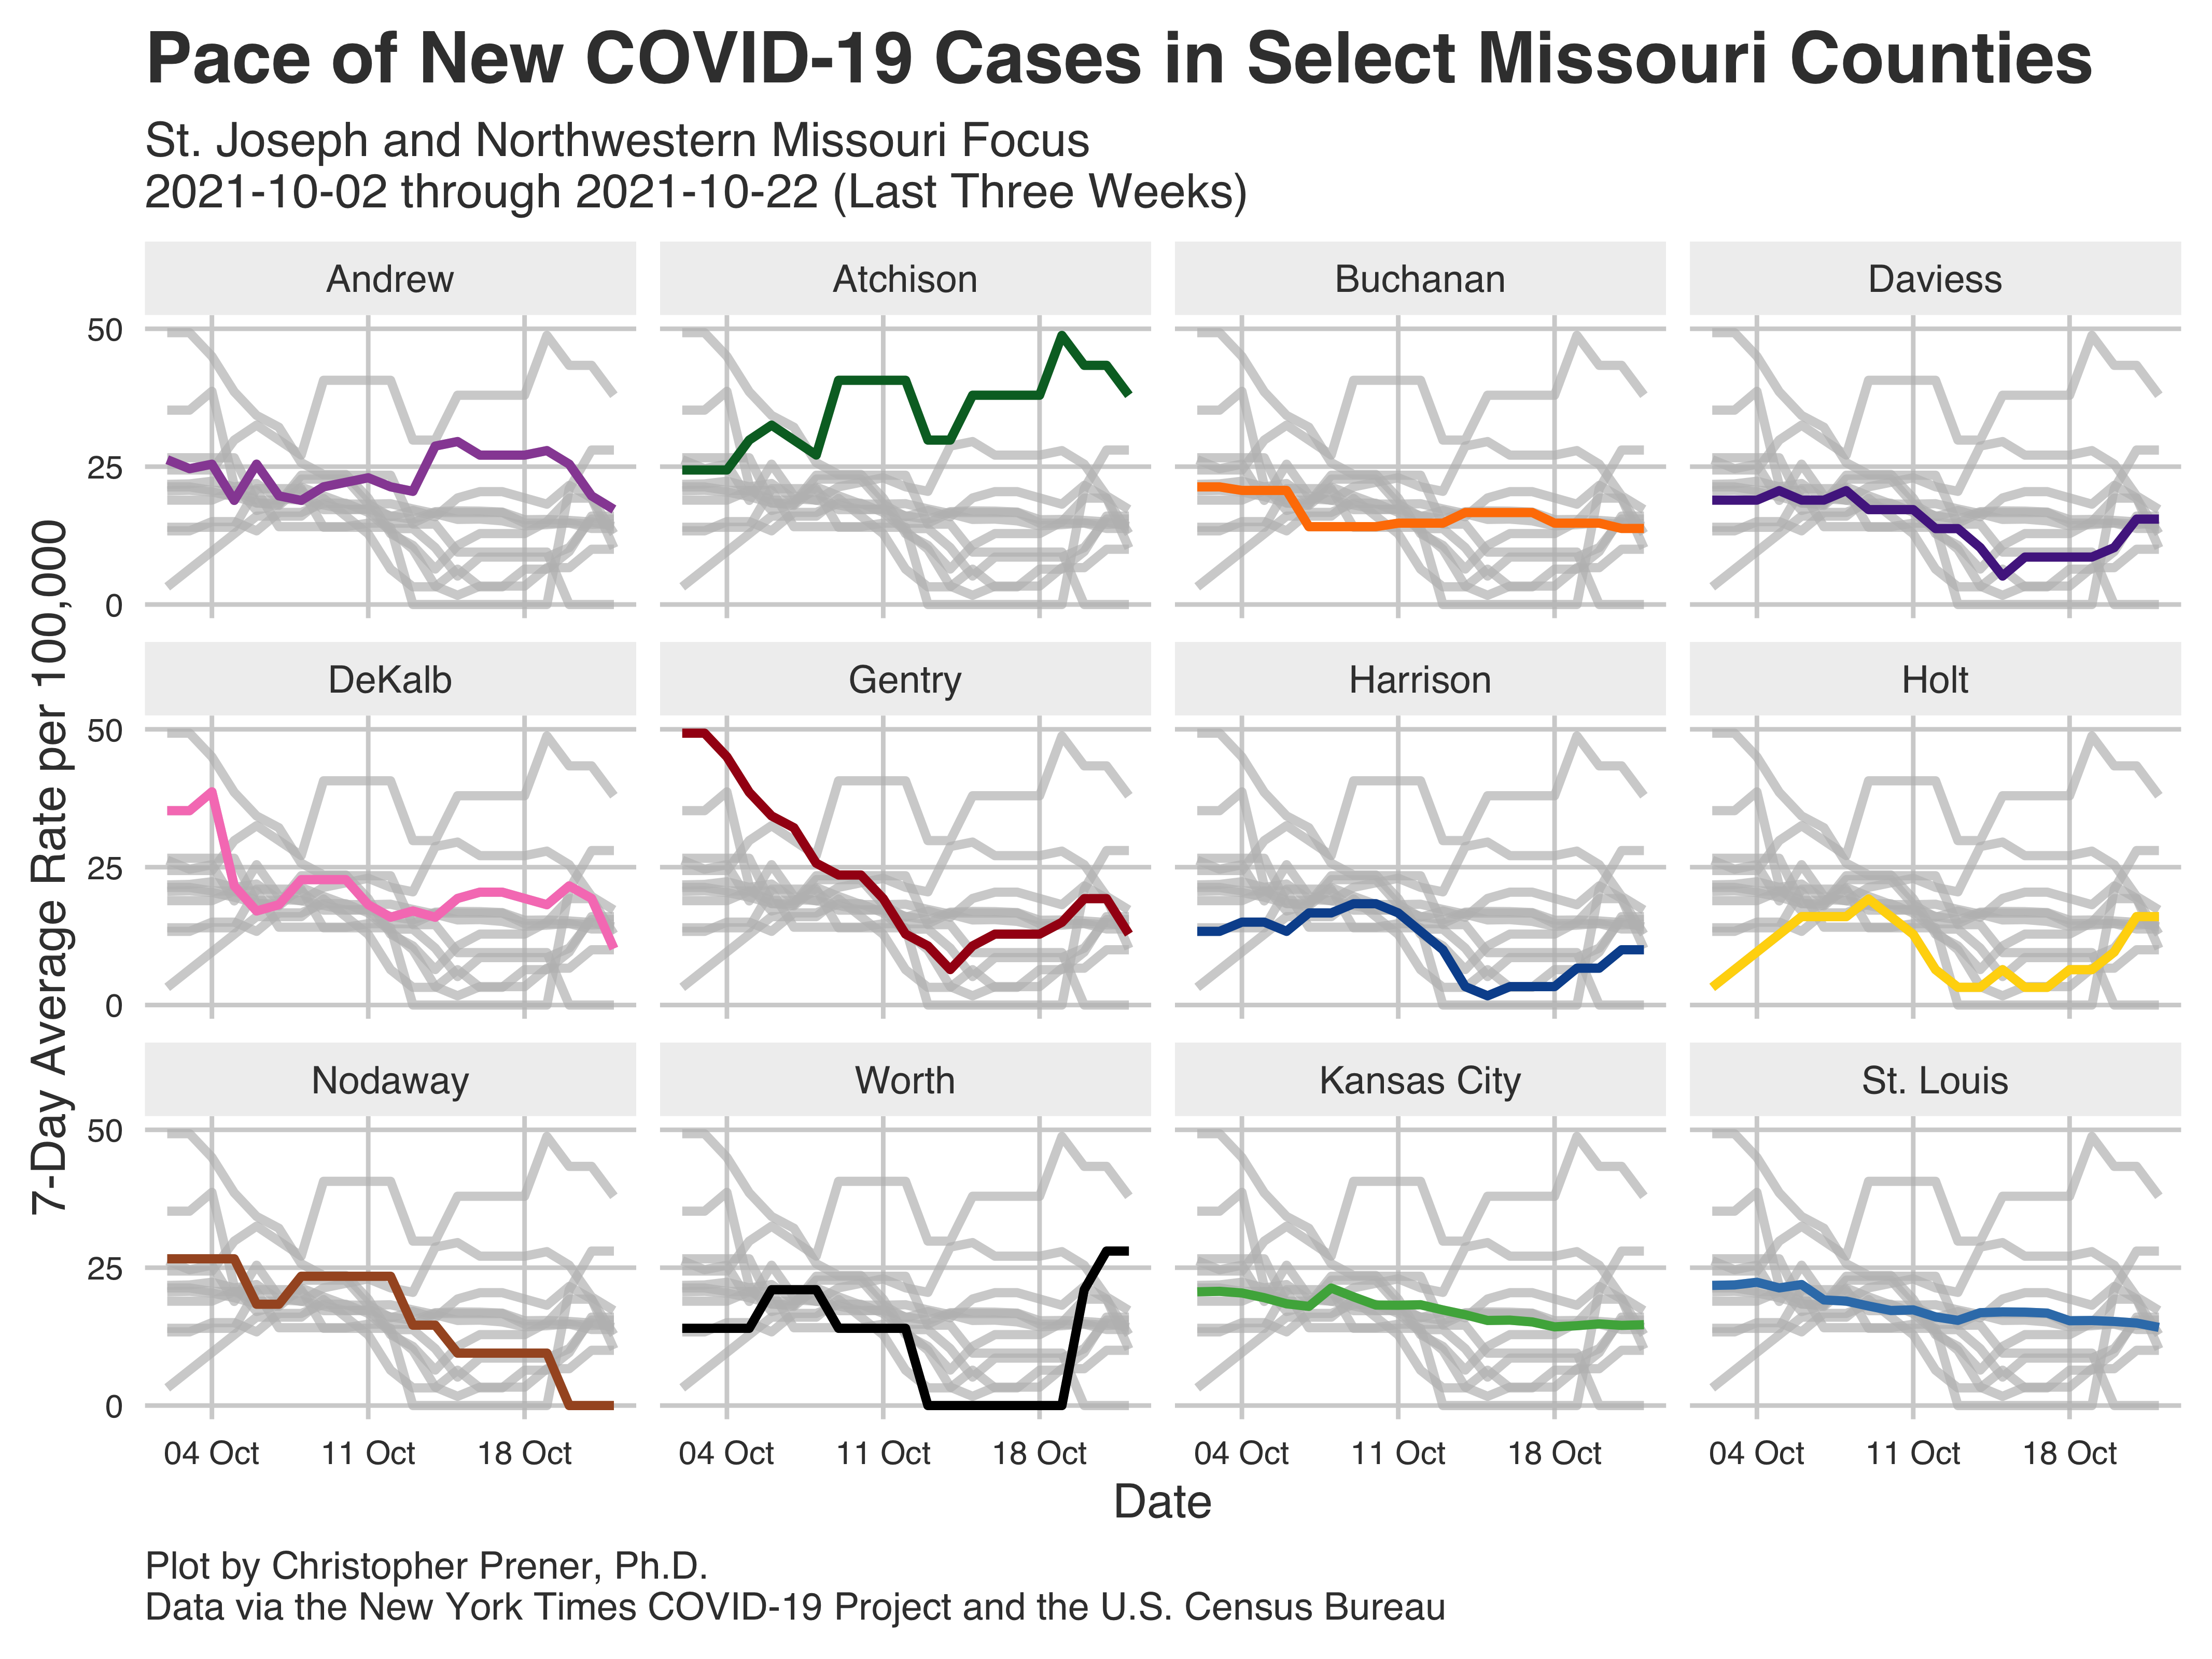 Pace of New COVID-19 Cases in Select Missouri Counties
St. Joseph and Northwestern Missouri Focus
2021-10-02 through 2021-10-22 (Last Three Weeks)
Andrew
Atchison
Buchanan
Daviess
50
25
0
DeKalb
Gentry
Harrison
Holt
50
25
0
Nodaway
Worth
Kansas City
St. Louis
50
25
0
7-Day Average Rate per 100,000
04 Oct 11 Oct 18 Oct
04 Oct 11 Oct 18 Oct
04 Oct 11 Oct 18 Oct
04 Oct 11 Oct 18 Oct
Date
Plot by Christopher Prener, Ph.D.
Data via the New York Times COVID-19 Project and the U.S. Census Bureau